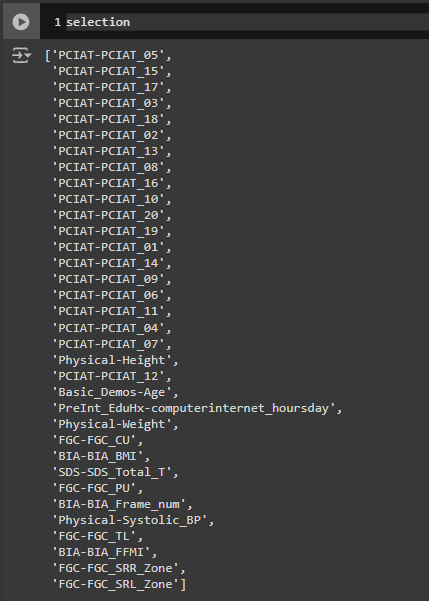 1 selection
['PCIAT-PCIAT_05',
'PCIAT-PCIAT_15',
'PCIAT-PCIAT_17',
'PCIAT-PCIAT_03',
'PCIAT-PCIAT_18',
'PCIAT-PCIAT_02',
'PCIAT-PCIAT_13',
'PCIAT-PCIAT_08',
'PCIAT-PCIAT_16',
'PCIAT-PCIAT_10',
'PCIAT-PCIAT_20',
'PCIAT-PCIAT_19',
'PCIAT-PCIAT_01',
'PCIAT-PCIAT_14',
'PCIAT-PCIAT_09',
'PCIAT-PCIAT_06',
'PCIAT-PCIAT_11',
'PCIAT-PCIAT_04',
'PCIAT-PCIAT_07',
'Physical-Height',
'PCIAT-PCIAT_12',
'Basic_Demos-Age',
'PreInt_EduHx-computerinternet_hoursday',
'Physical-Weight',
'FGC-FGC_CU',
'BIA-BIA_BMI',
'SDS-SDS_Total_T',
'FGC-FGC_PU',
'BIA-BIA_Frame_num',
'Physical-Systolic_BP',
'FGC-FGC_TL',
'BIA-BIA_FFMI',
'FGC-FGC_SRR_Zone',
'FGC-FGC_SRL_Zone']